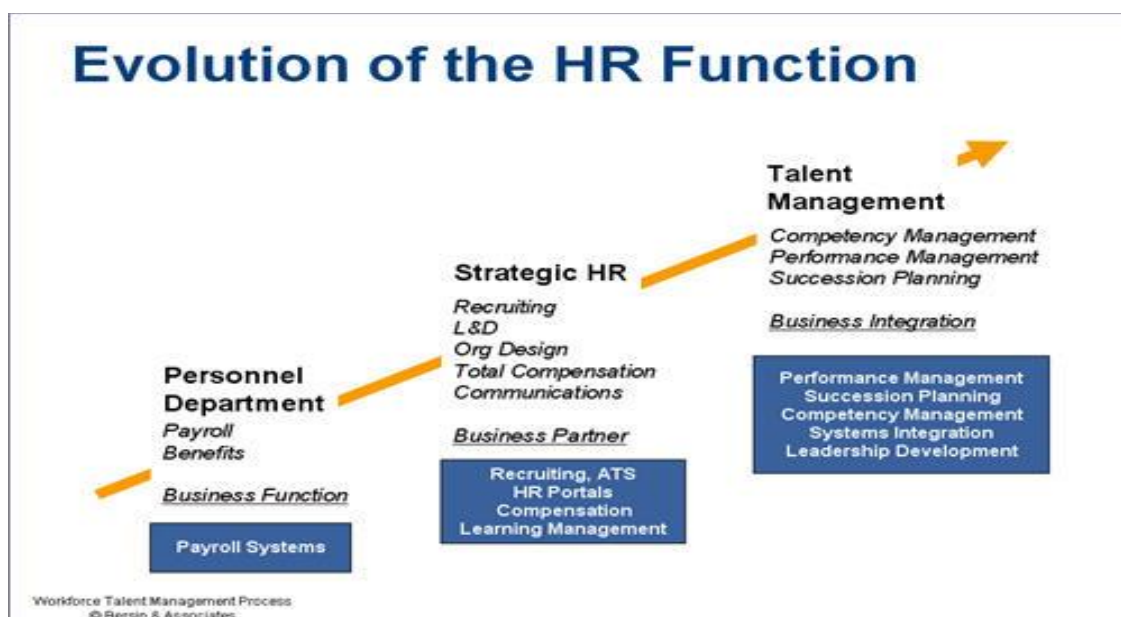 Evolution of the HR Function
Personnel
Department
Payroll
Benefits
Business Function
Payroll Systems
Strategic HR
Recruiting
L&D
Org Design
Total Compensation
Communications
Business Partner
Recruiting, ATS
HR Portals
Compensation
Learning Management
Talent
Management
Competency Management
Performance Management
Succession Planning
Business Integration
Performance Management
Succession Planning
Competency Management
Systems Integration
Leadership Development
Workforce Talent Management Process
© Bersin & Associates